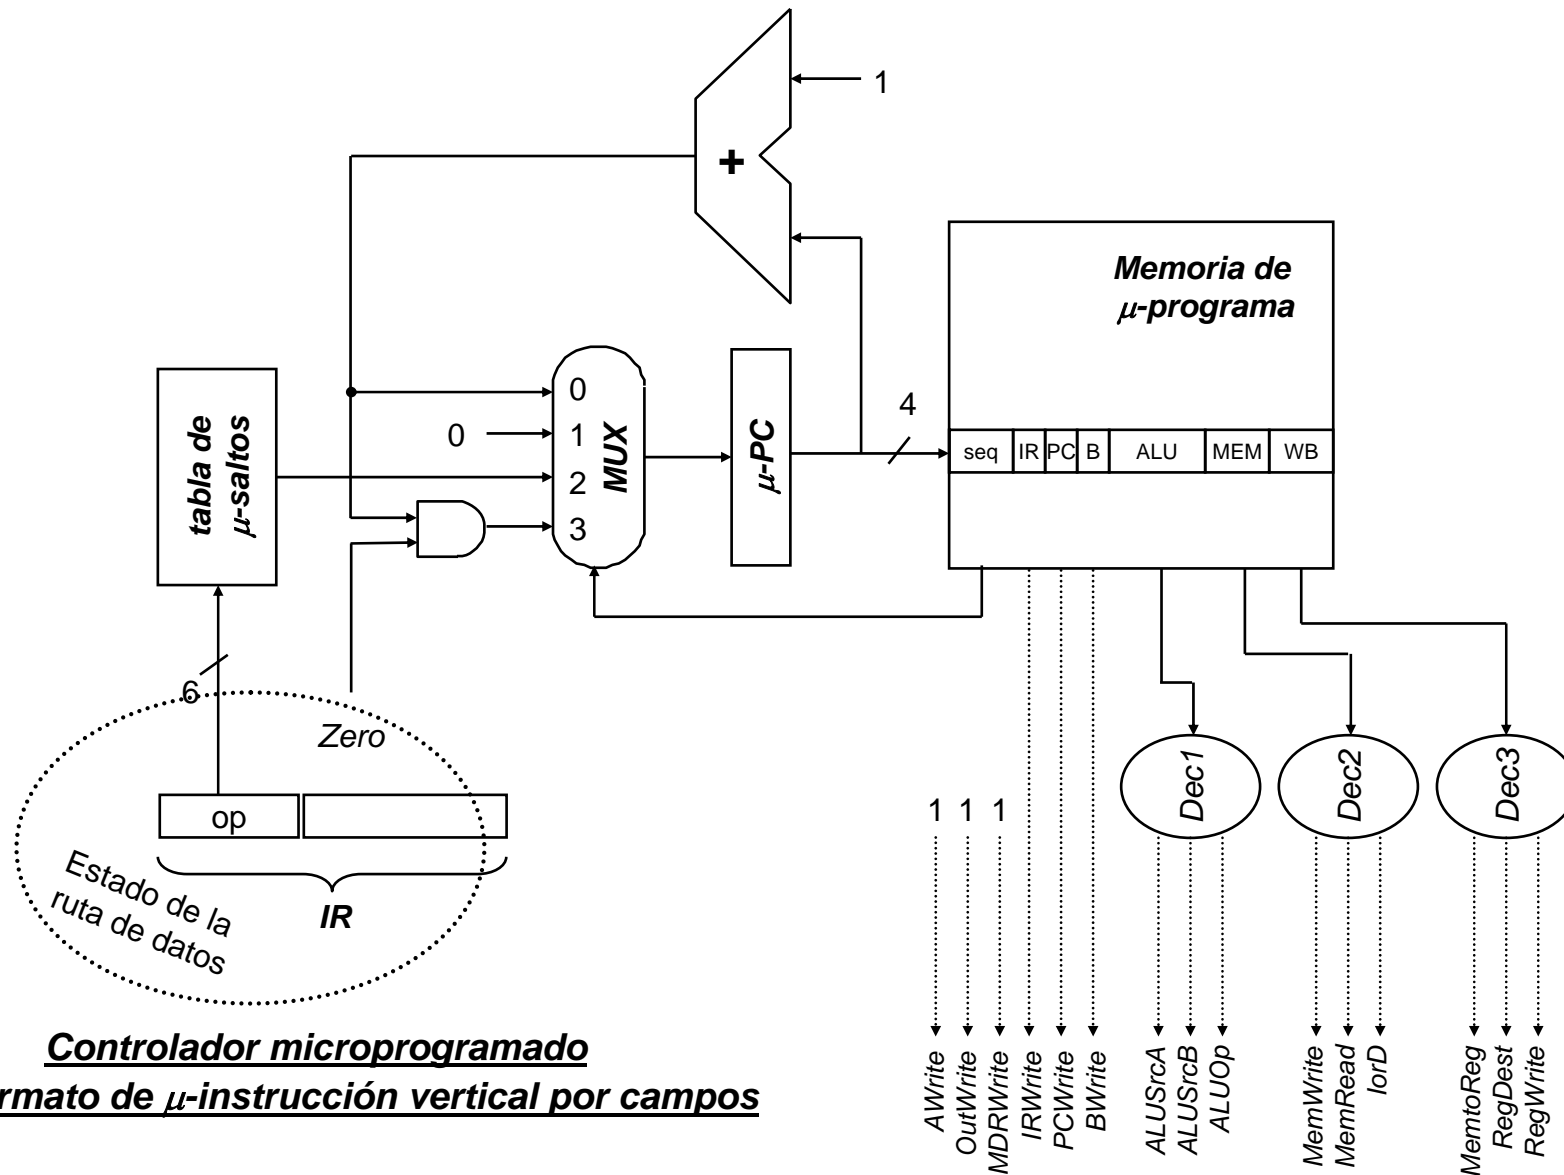 1
+
Memoria de
μ-programa
tabla de
μ-saltos
0
0
1
2
3
MUX
μ-PC
4
seq IR PC B ALU MEM WB
6
Zero
op
IR
Estado de la
ruta de datos
Dec1
Dec2
Dec3
1 1 1
AWrite
OutWrite
MDRWrite
IRWrite
PCWrite
BWrite
ALUSrcA
ALUSrcB
ALUOp
MemWrite
MemRead
IorD
MemtoReg
RegDest
RegWrite
Controlador microprogramado
rmato de μ-instrucción vertical por campos